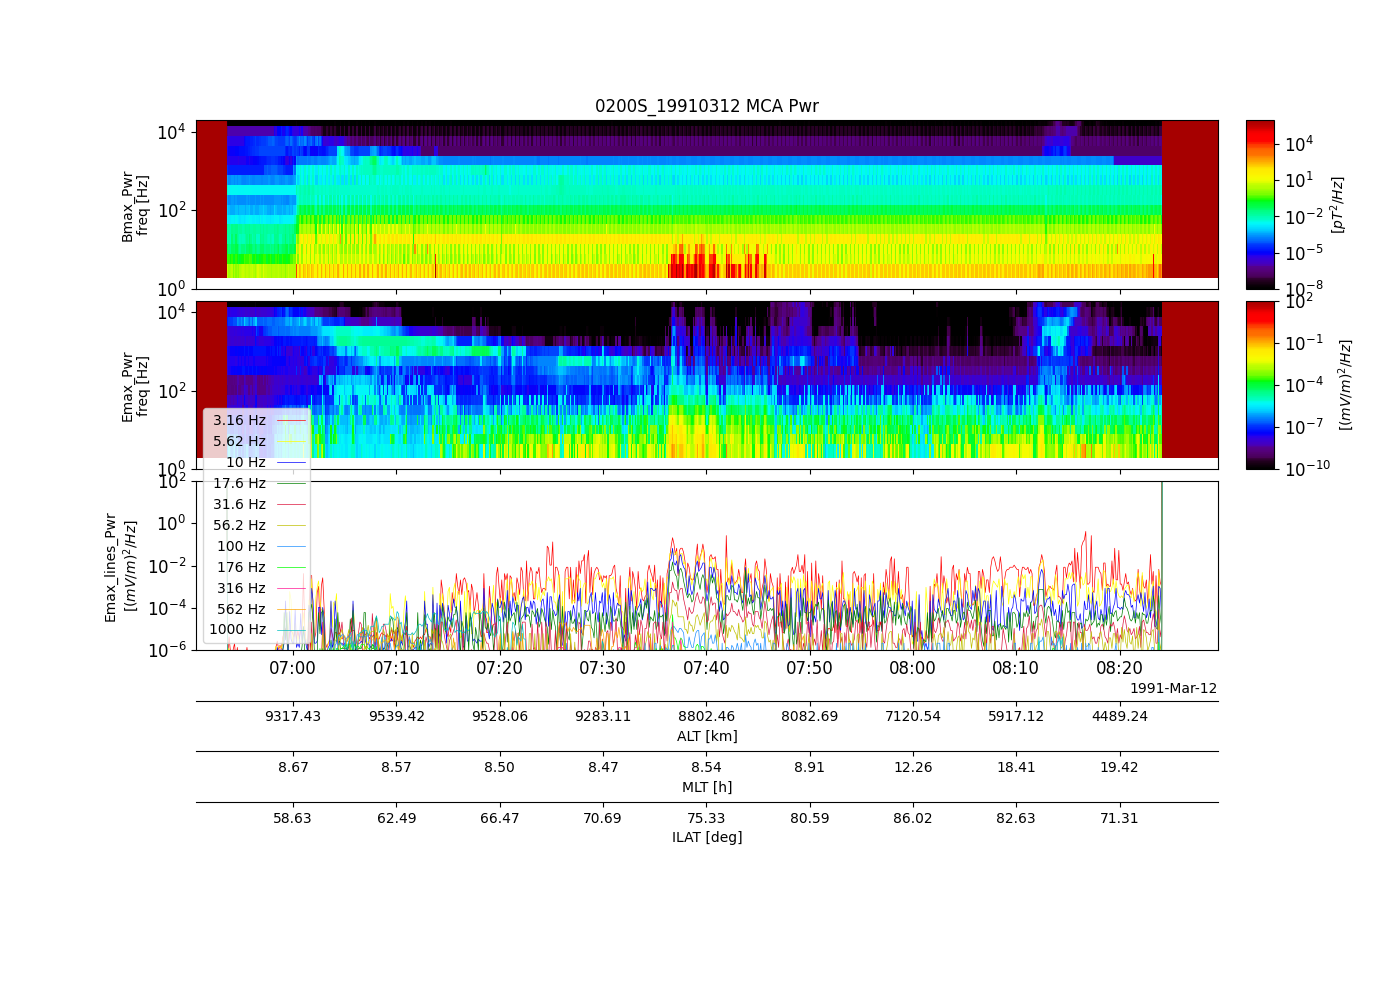 0200S_19910312 MCA Pwr
Bmax_Pwr
freq [Hz]
10^4
10^2
10^0
10^4
10^1
10^-2
10^-5
10^-8
[pT^2/Hz]
Emax_Pwr
freq [Hz]
10^4
10^2
10^0
10^2
10^-1
10^-4
10^-7
10^-10
[(mV/m)^2/Hz]
3.16 Hz
5.62 Hz
10 Hz
17.6 Hz
31.6 Hz
56.2 Hz
100 Hz
176 Hz
316 Hz
562 Hz
1000 Hz
Emax_lines_Pwr
[(mV/m)^2/Hz]
10^2
10^0
10^-2
10^-4
10^-6
07:00 07:10 07:20 07:30 07:40 07:50 08:00 08:10 08:20
1991-Mar-12
9317.43 9539.42 9528.06 9283.11 8802.46 8082.69 7120.54 5917.12 4489.24
ALT [km]
8.67 8.57 8.50 8.47 8.54 8.91 12.26 18.41 19.42
MLT [h]
58.63 62.49 66.47 70.69 75.33 80.59 86.02 82.63 71.31
ILAT [deg]